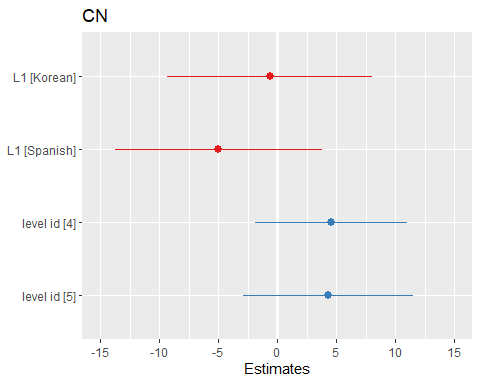 CN
L1 [Korean]
L1 [Spanish]
level id [4]
level id [5]
-15 -10 -5 0 5 10 15
Estimates